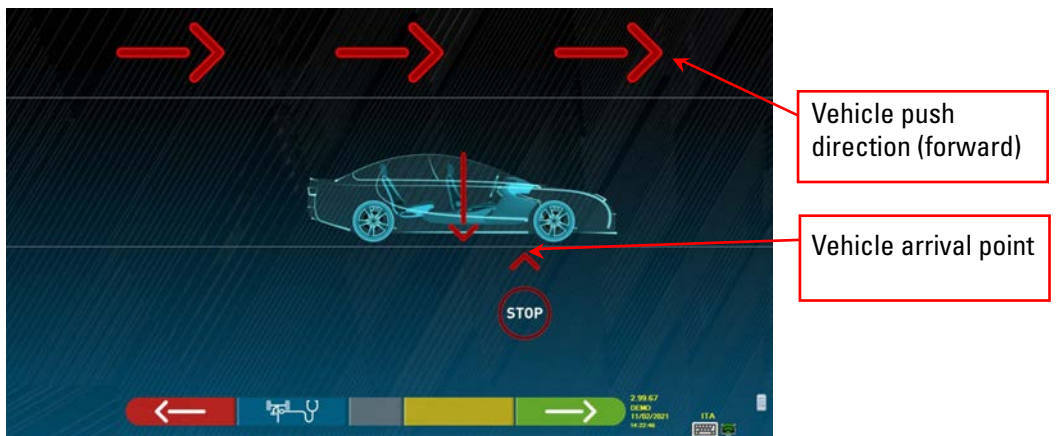 Vehicle push
direction (forward)
Vehicle arrival point
STOP
2.99.67
DEMO
11/02/2021
14:22:46
ITA